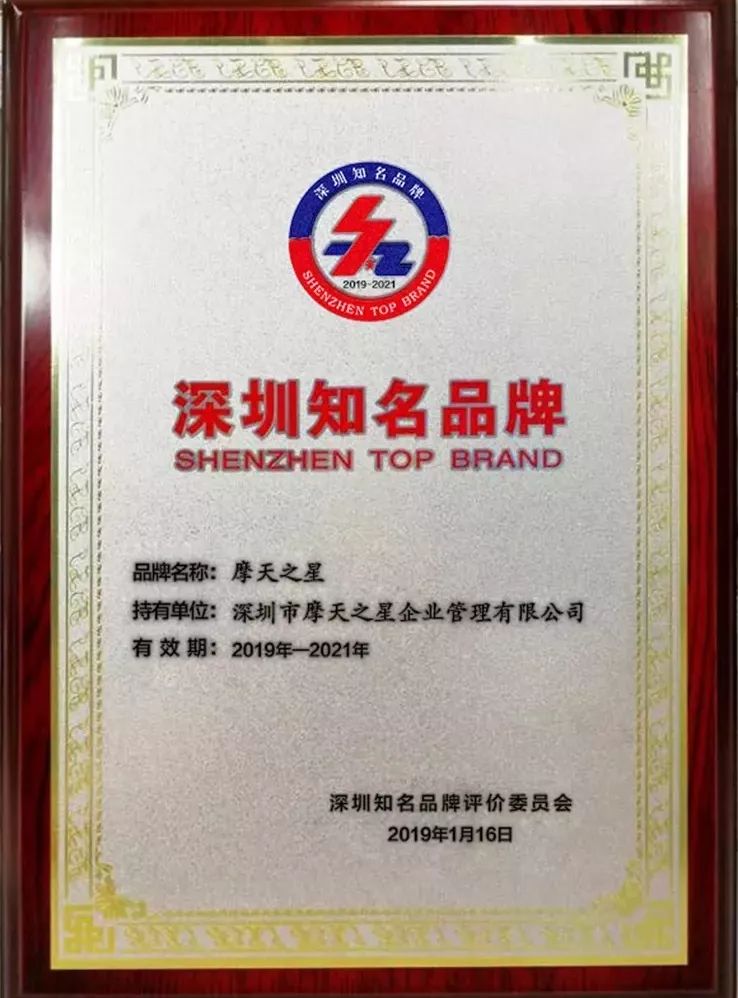 深圳知名品牌
2019-2021
SHENZHEN TOP BRAND
深圳知名品牌
SHENZHEN TOP BRAND
品牌名称：摩天之星
持有单位：深圳市摩天之星企业管理有限公司
有效期：2019年—2021年
深圳知名品牌评价委员会
2019年1月16日